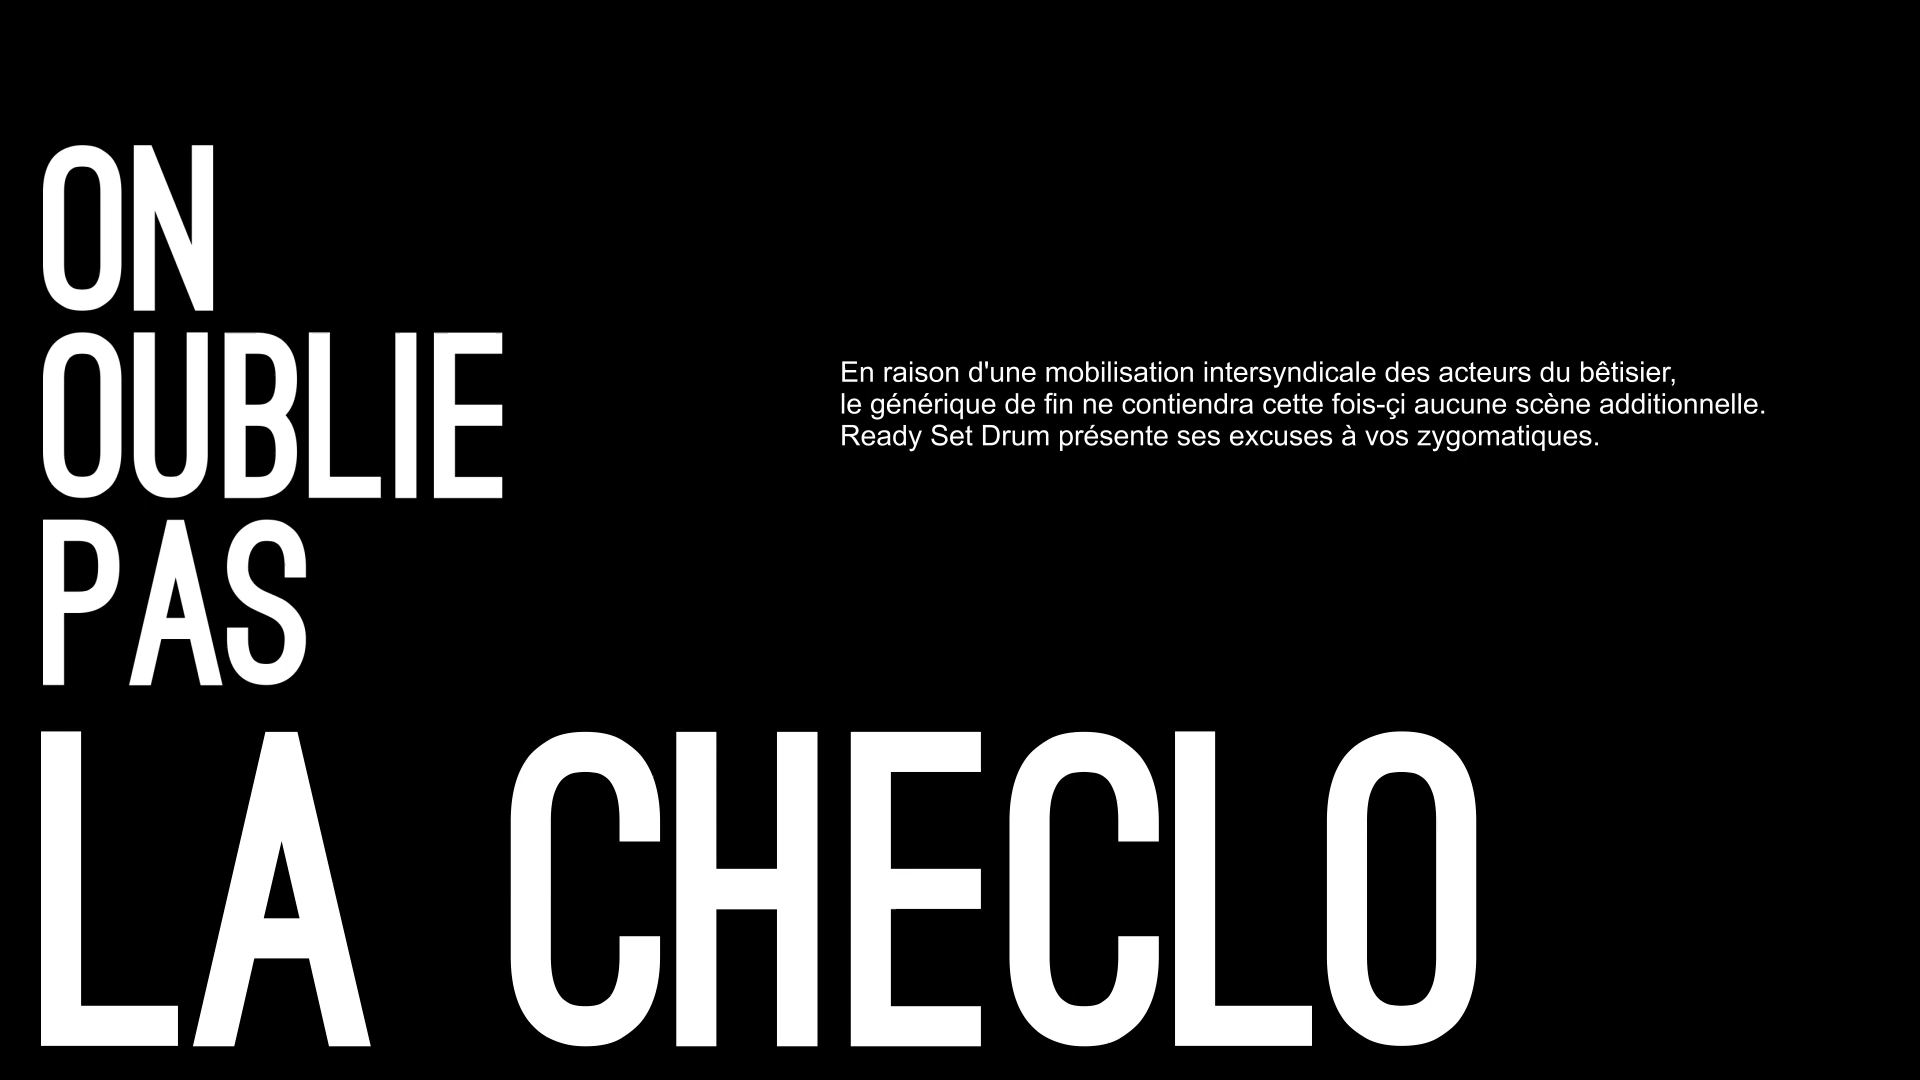 ON
OUBLIE
PAS
LA CHECLO
En raison d'une mobilisation intersyndicale des acteurs du bêtisier,
le générique de fin ne contiendra cette fois-çi aucune scène additionnelle.
Ready Set Drum présente ses excuses à vos zygomatiques.